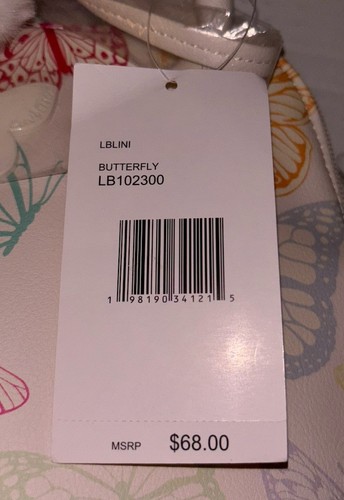 LBLINI
BUTTERFLY
LB102300
1 98190 34121 5
MSRP $68.00